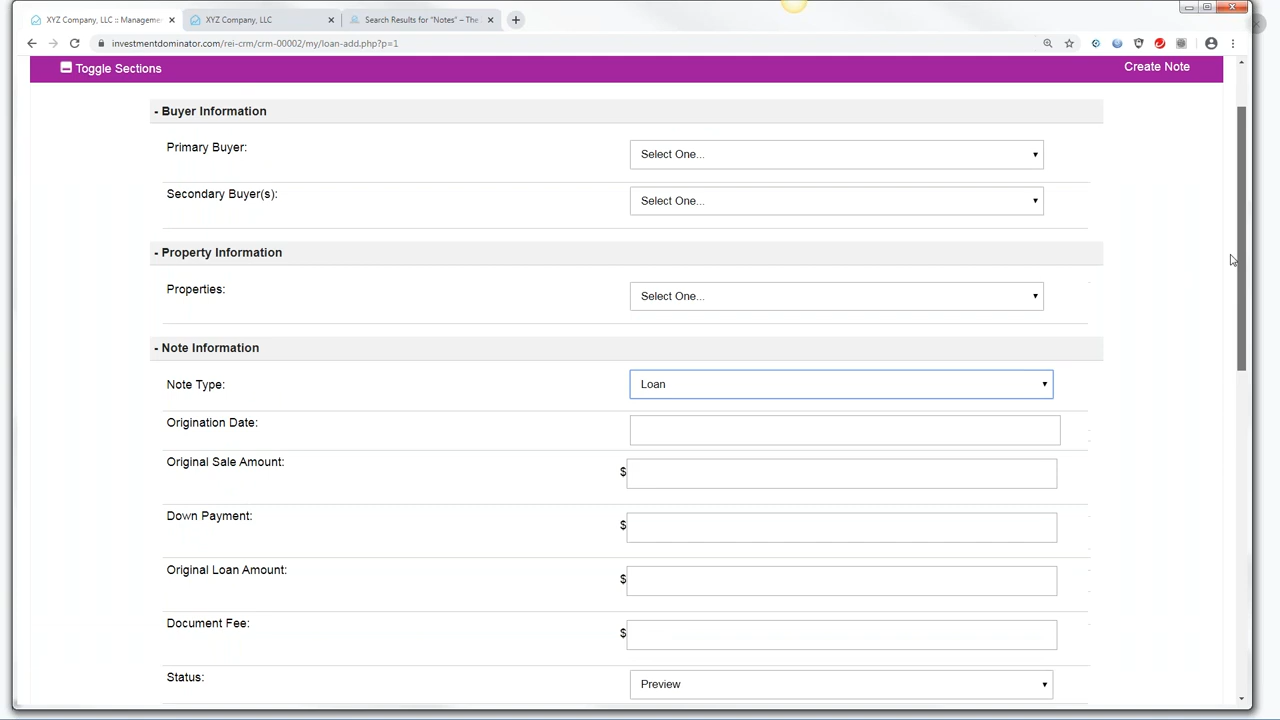 XYZ Company, LLC :: Manageme
XYZ Company, LLC
Search Results for "Notes" – The
investmentdominator.com/rei-crm/crm-00002/my/loan-add.php?p=1
Toggle Sections
Create Note
- Buyer Information
Primary Buyer:
Select One...
Secondary Buyer(s):
Select One...
- Property Information
Properties:
Select One...
- Note Information
Note Type:
Loan
Origination Date:
Original Sale Amount:
$
Down Payment:
$
Original Loan Amount:
$
Document Fee:
$
Status:
Preview